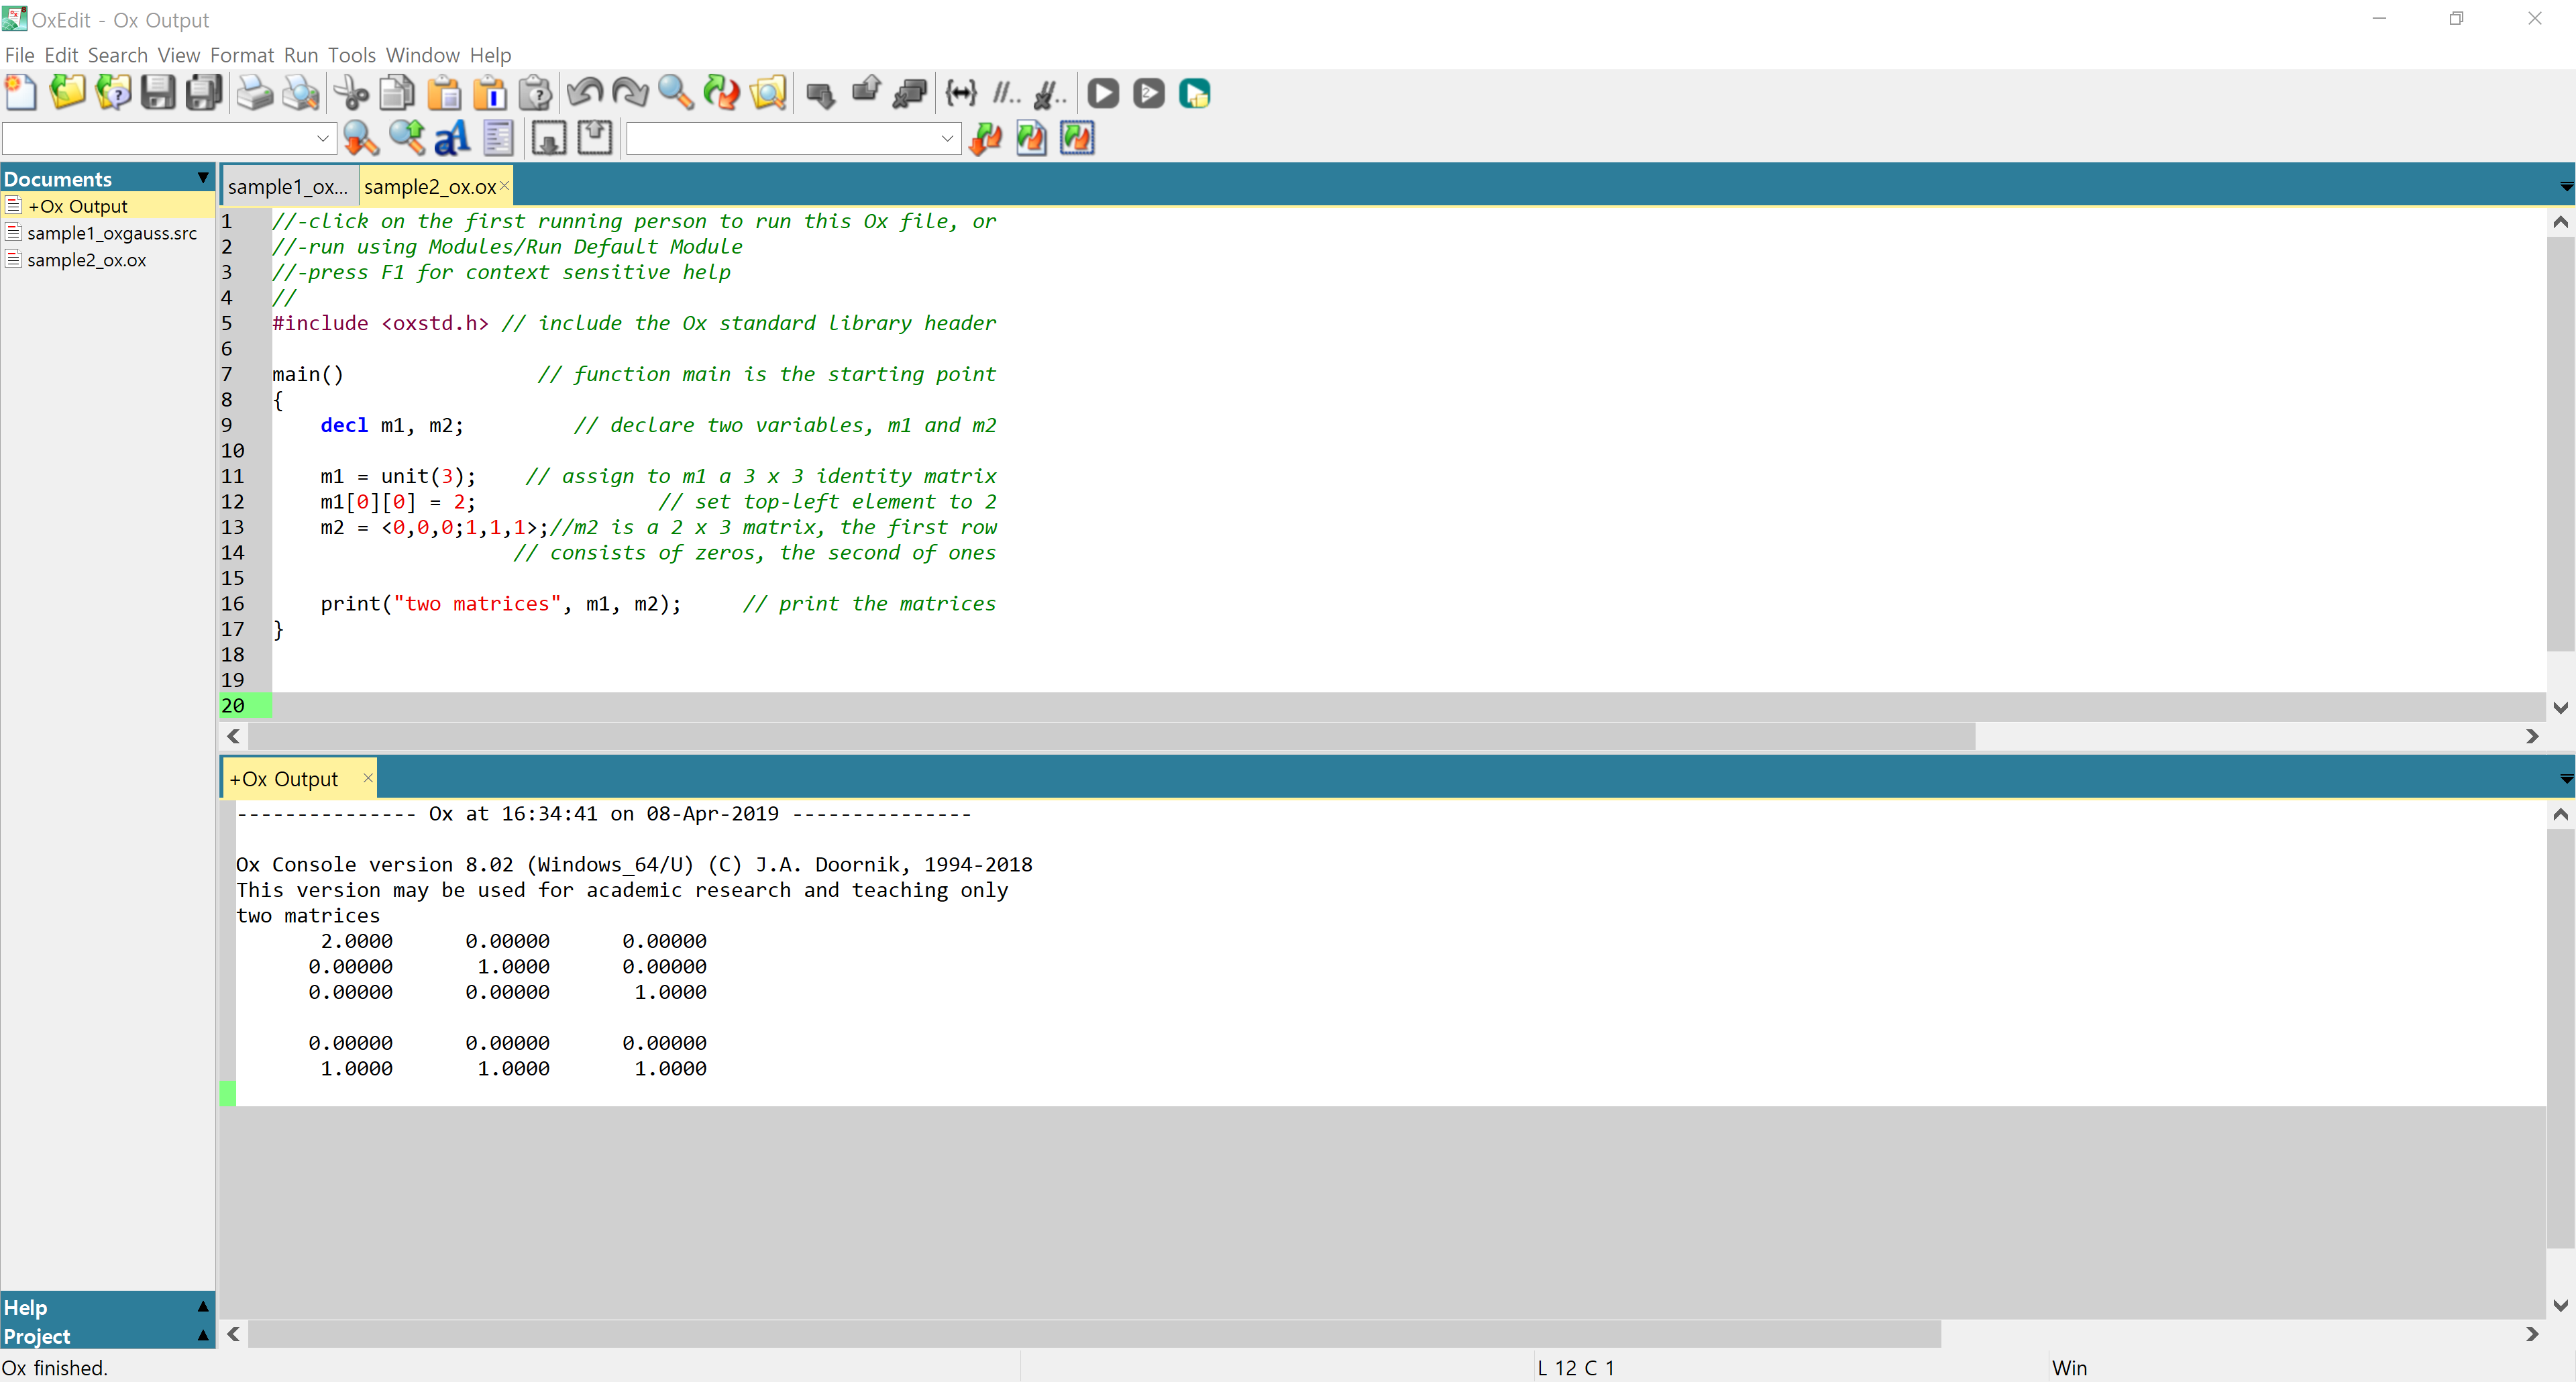 OxEdit - Ox Output
File Edit Search View Format Run Tools Window Help
Documents
+Ox Output
sample1_oxgauss.src
sample2_ox.ox
sample1_ox... sample2_ox.ox
1 //-click on the first running person to run this Ox file, or
2 //-run using Modules/Run Default Module
3 //-press F1 for context sensitive help
4 //
5 #include <oxstd.h> // include the Ox standard library header
6
7 main() // function main is the starting point
8 {
9 decl m1, m2; // declare two variables, m1 and m2
10
11 m1 = unit(3); // assign to m1 a 3 x 3 identity matrix
12 m1[0][0] = 2; // set top-left element to 2
13 m2 = <0,0,0;1,1,1>;//m2 is a 2 x 3 matrix, the first row
14 // consists of zeros, the second of ones
15
16 print("two matrices", m1, m2); // print the matrices
17 }
18
19
20
+Ox Output
--------------- Ox at 16:34:41 on 08-Apr-2019 ---------------
Ox Console version 8.02 (Windows_64/U) (C) J.A. Doornik, 1994-2018
This version may be used for academic research and teaching only
two matrices
2.0000 0.00000 0.00000
0.00000 1.0000 0.00000
0.00000 0.00000 1.0000
0.00000 0.00000 0.00000
1.0000 1.0000 1.0000
Help
Project
Ox finished. L 12 C 1 Win